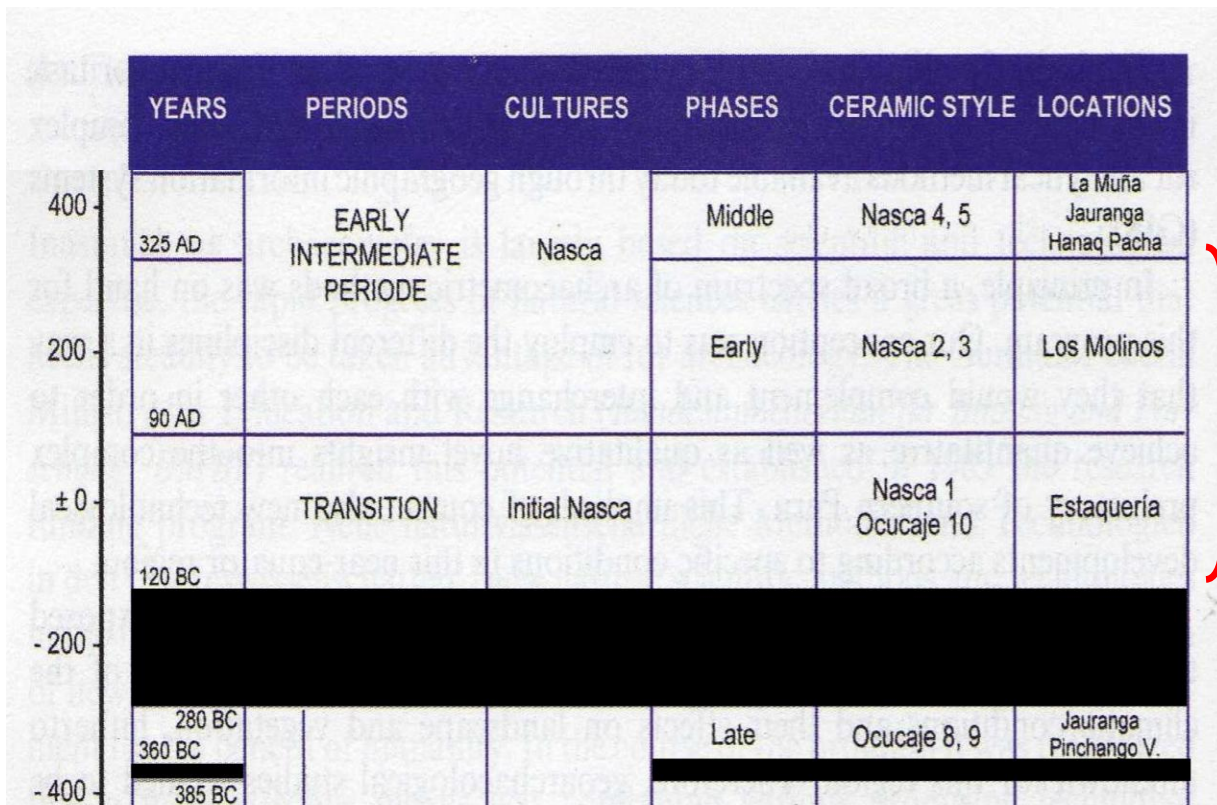 YEARS PERIODS CULTURES PHASES CERAMIC STYLE LOCATIONS
400
325 AD
EARLY
INTERMEDIATE
PERIODE
Nasca
Middle
Nasca 4, 5
La Muña
Jauranga
Hanaq Pacha
200
90 AD
Early
Nasca 2, 3
Los Molinos
± 0
120 BC
TRANSITION
Initial Nasca
Nasca 1
Ocucaje 10
Estaquería
- 200
280 BC
360 BC
Late
Ocucaje 8, 9
Jauranga
Pinchango V.
400
385 BC